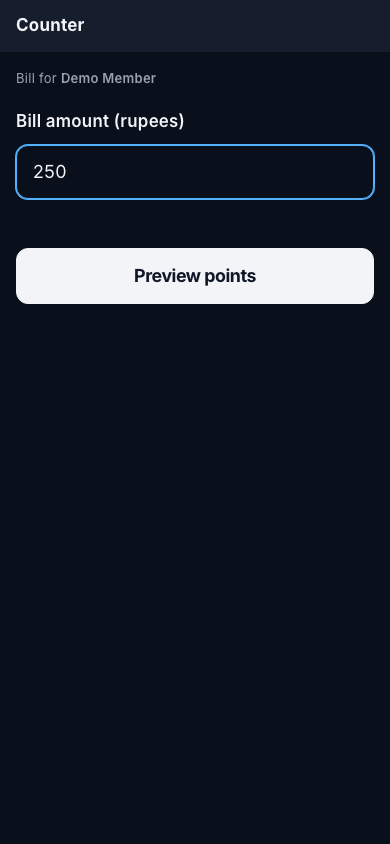 Counter
Bill for Demo Member
Bill amount (rupees)
250
Preview points